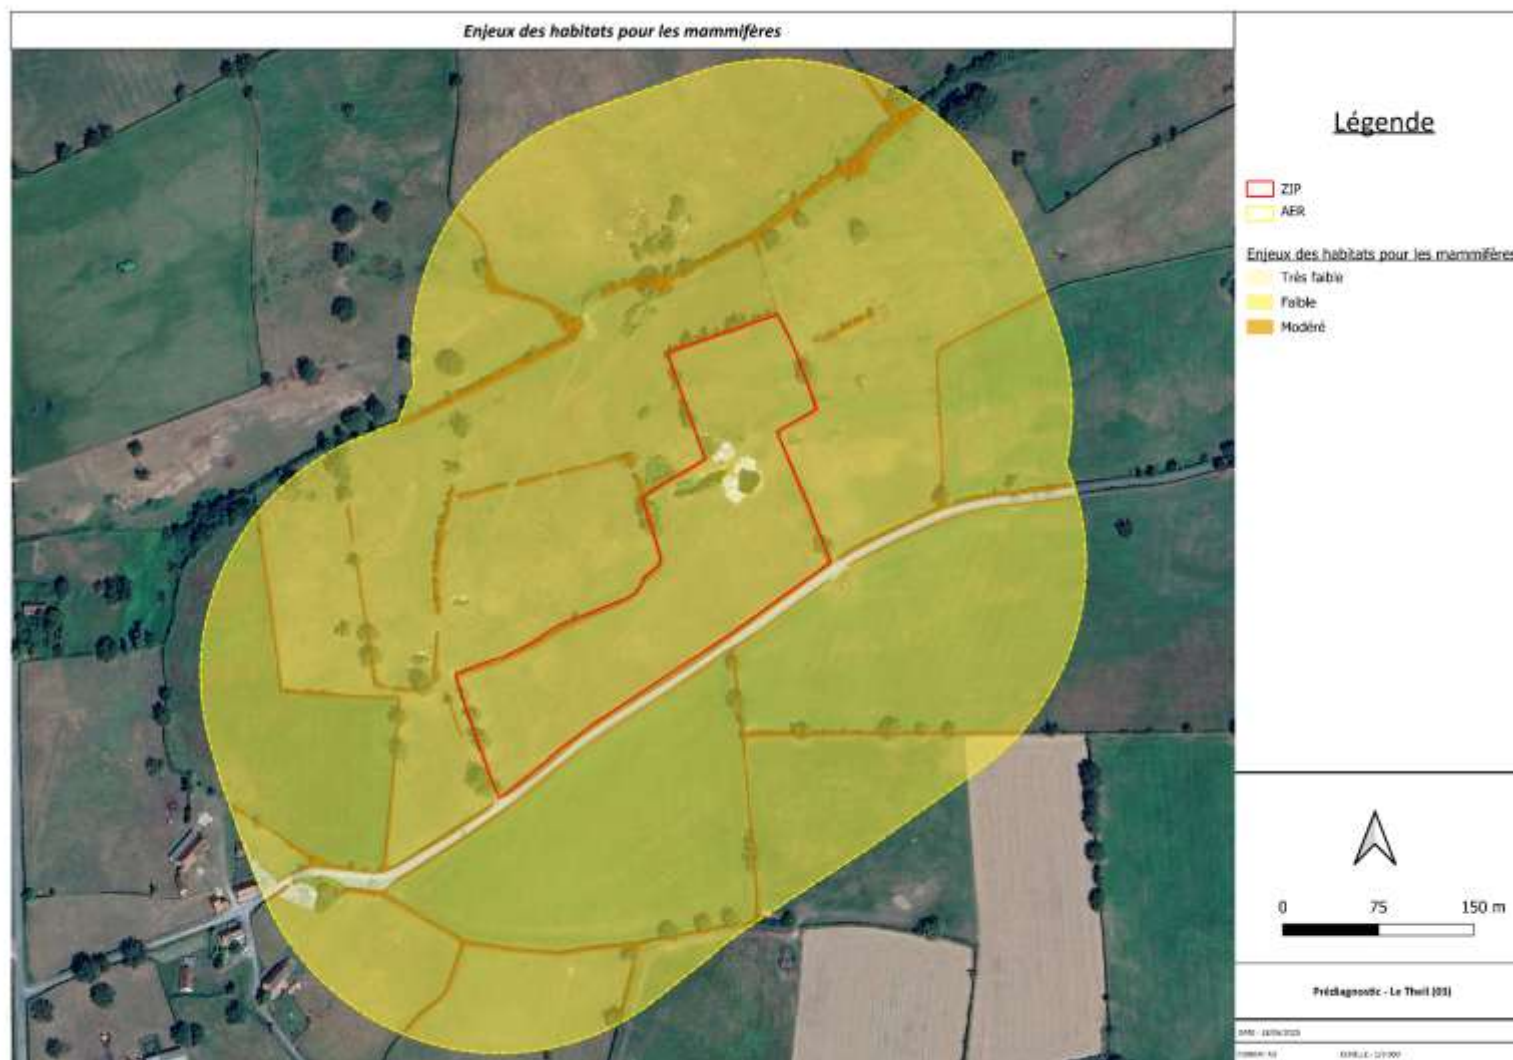 Enjeux des habitats pour les mammifères
Légende
ZIP
AER
Enjeux des habitats pour les mammifères
Très faible
Faible
Modéré
0 75 150 m
Prédiagnostic - Le Theil (03)